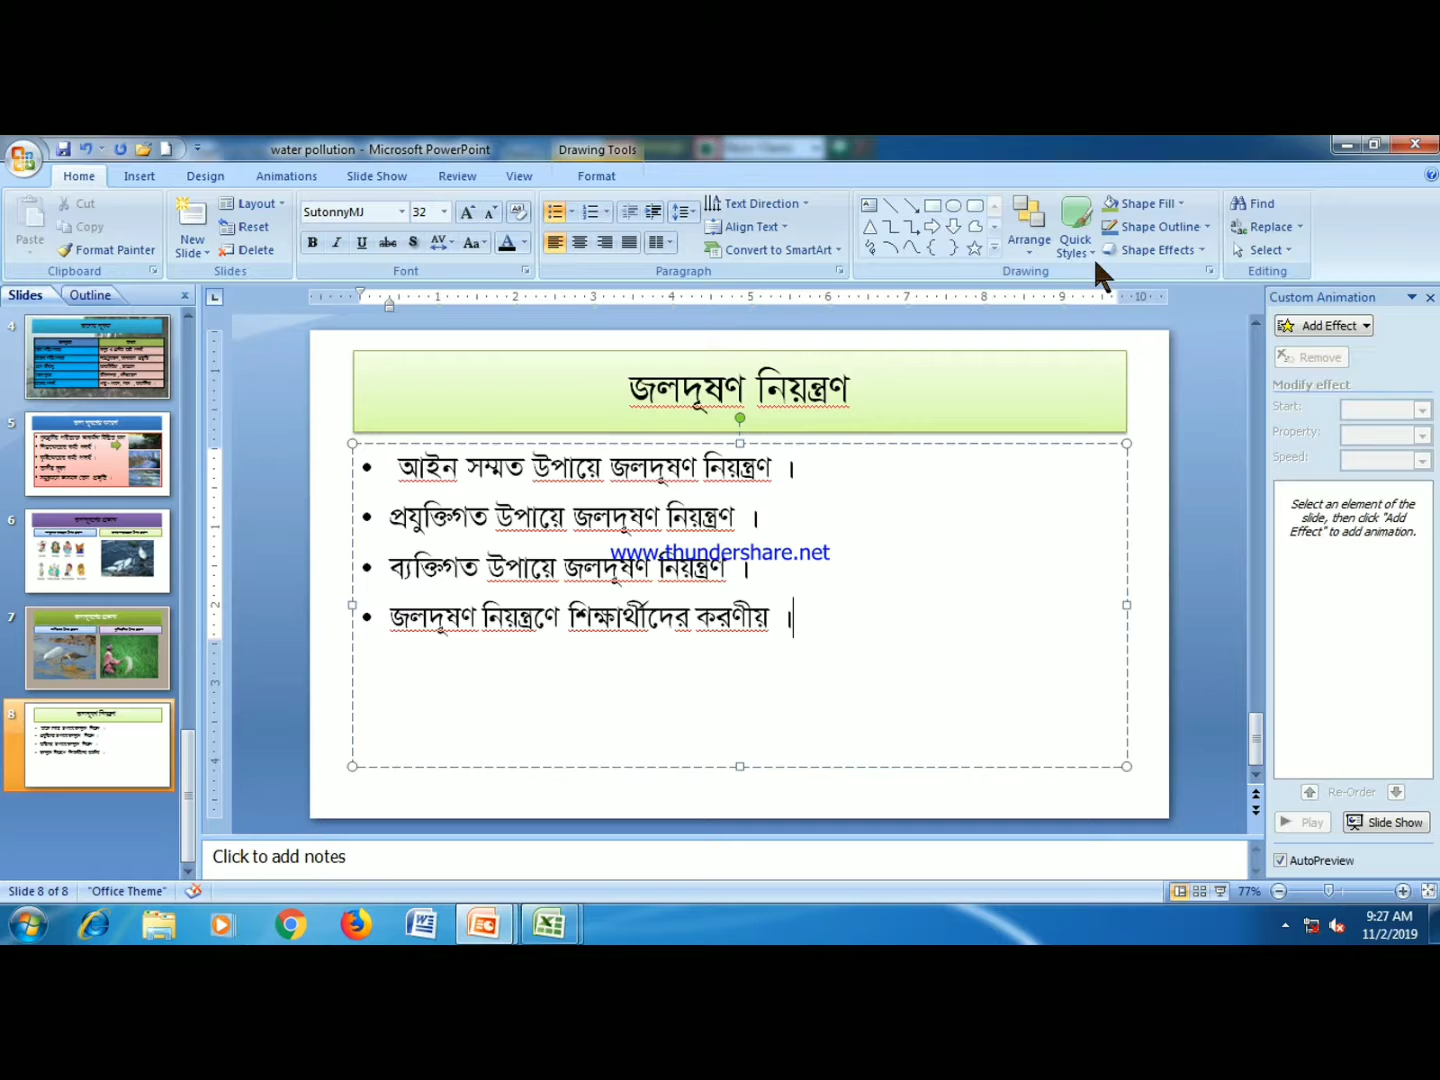 water pollution - Microsoft PowerPoint
Drawing Tools
Home Insert Design Animations Slide Show Review View Format
Paste
Cut
Copy
Format Painter
Clipboard
New Slide
Layout
Reset
Delete
Slides
SutonnyMJ 32
Font
Text Direction
Align Text
Convert to SmartArt
Paragraph
Arrange
Quick Styles
Shape Fill
Shape Outline
Shape Effects
Drawing
Find
Replace
Select
Editing
Slides Outline
4
5
6
7
8
জলদূষণ নিয়ন্ত্রণ
• আইন সম্মত উপায়ে জলদূষণ নিয়ন্ত্রণ ।
• প্রযুক্তিগত উপায়ে জলদূষণ নিয়ন্ত্রণ ।
www.thundershare.net
• ব্যক্তিগত উপায়ে জলদূষণ নিয়ন্ত্রণ ।
• জলদূষণ নিয়ন্ত্রণে শিক্ষার্থীদের করণীয় ।
Click to add notes
Custom Animation
Add Effect
Remove
Modify effect
Start:
Property:
Speed:
Select an element of the
slide, then click "Add
Effect" to add animation.
Re-Order
Play
Slide Show
AutoPreview
Slide 8 of 8 "Office Theme" 77%
9:27 AM
11/2/2019